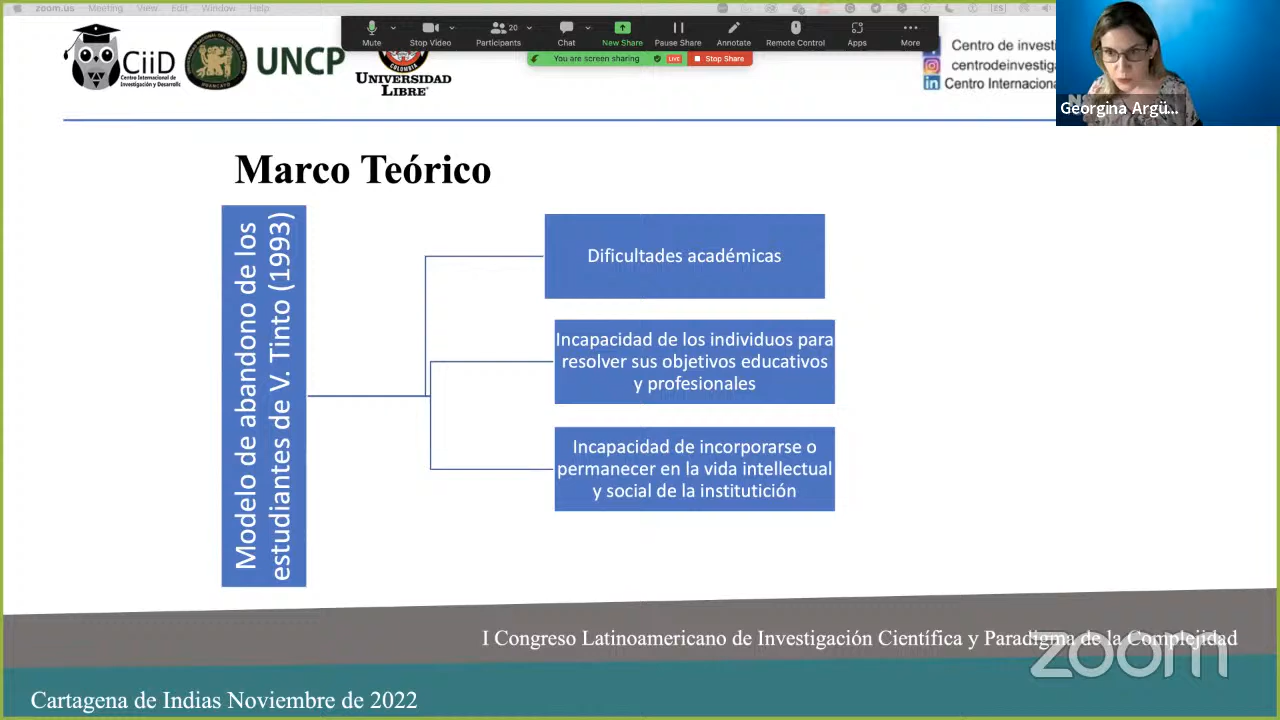 zoom.us Meeting View Edit Window Help
Mute Stop Video Participants 20 Chat New Share Pause Share Annotate Remote Control Apps More
You are screen sharing LIVE Stop Share
CiiD
Centro Internacional de
Investigación y Desarrollo
UNCP
COLOMBIA
UNIVERSIDAD
LIBRE
Centro de investi
centrodeinvestiga
Centro Internaciona
Georgina Argü...
Marco Teórico
Modelo de abandono de los
estudiantes de V. Tinto (1993)
Dificultades académicas
Incapacidad de los individuos para
resolver sus objetivos educativos
y profesionales
Incapacidad de incorporarse o
permanecer en la vida intellectual
y social de la institutición
I Congreso Latinoamericano de Investigación Científica y Paradigma de la Complejidad
zoom
Cartagena de Indias Noviembre de 2022